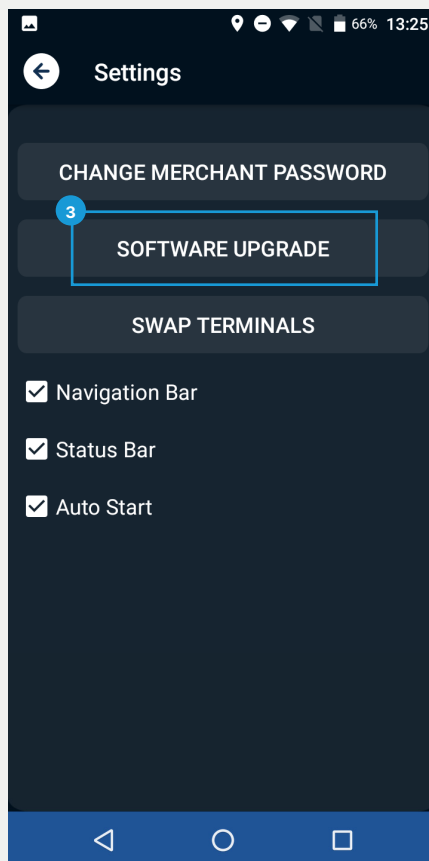 66% 13:25
Settings
CHANGE MERCHANT PASSWORD
3
SOFTWARE UPGRADE
SWAP TERMINALS
Navigation Bar
Status Bar
Auto Start